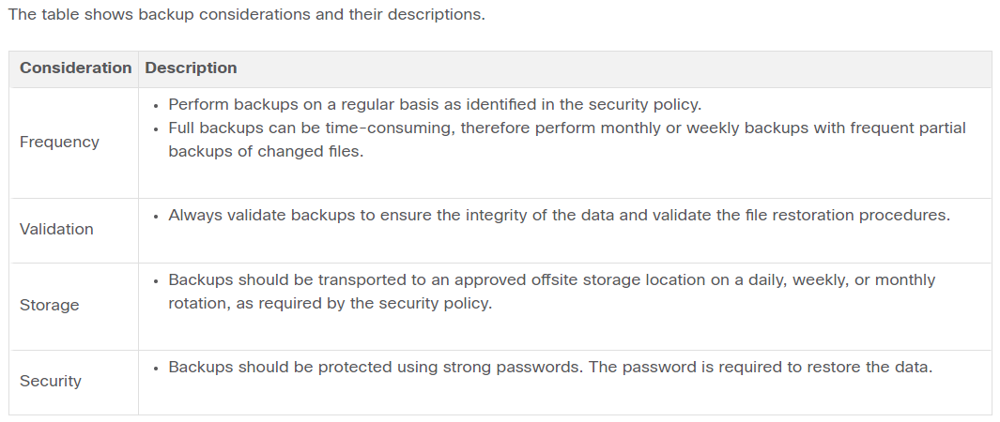 The table shows backup considerations and their descriptions.
Consideration Description
Frequency
• Perform backups on a regular basis as identified in the security policy.
• Full backups can be time-consuming, therefore perform monthly or weekly backups with frequent partial
backups of changed files.
Validation
• Always validate backups to ensure the integrity of the data and validate the file restoration procedures.
Storage
• Backups should be transported to an approved offsite storage location on a daily, weekly, or monthly
rotation, as required by the security policy.
Security
• Backups should be protected using strong passwords. The password is required to restore the data.